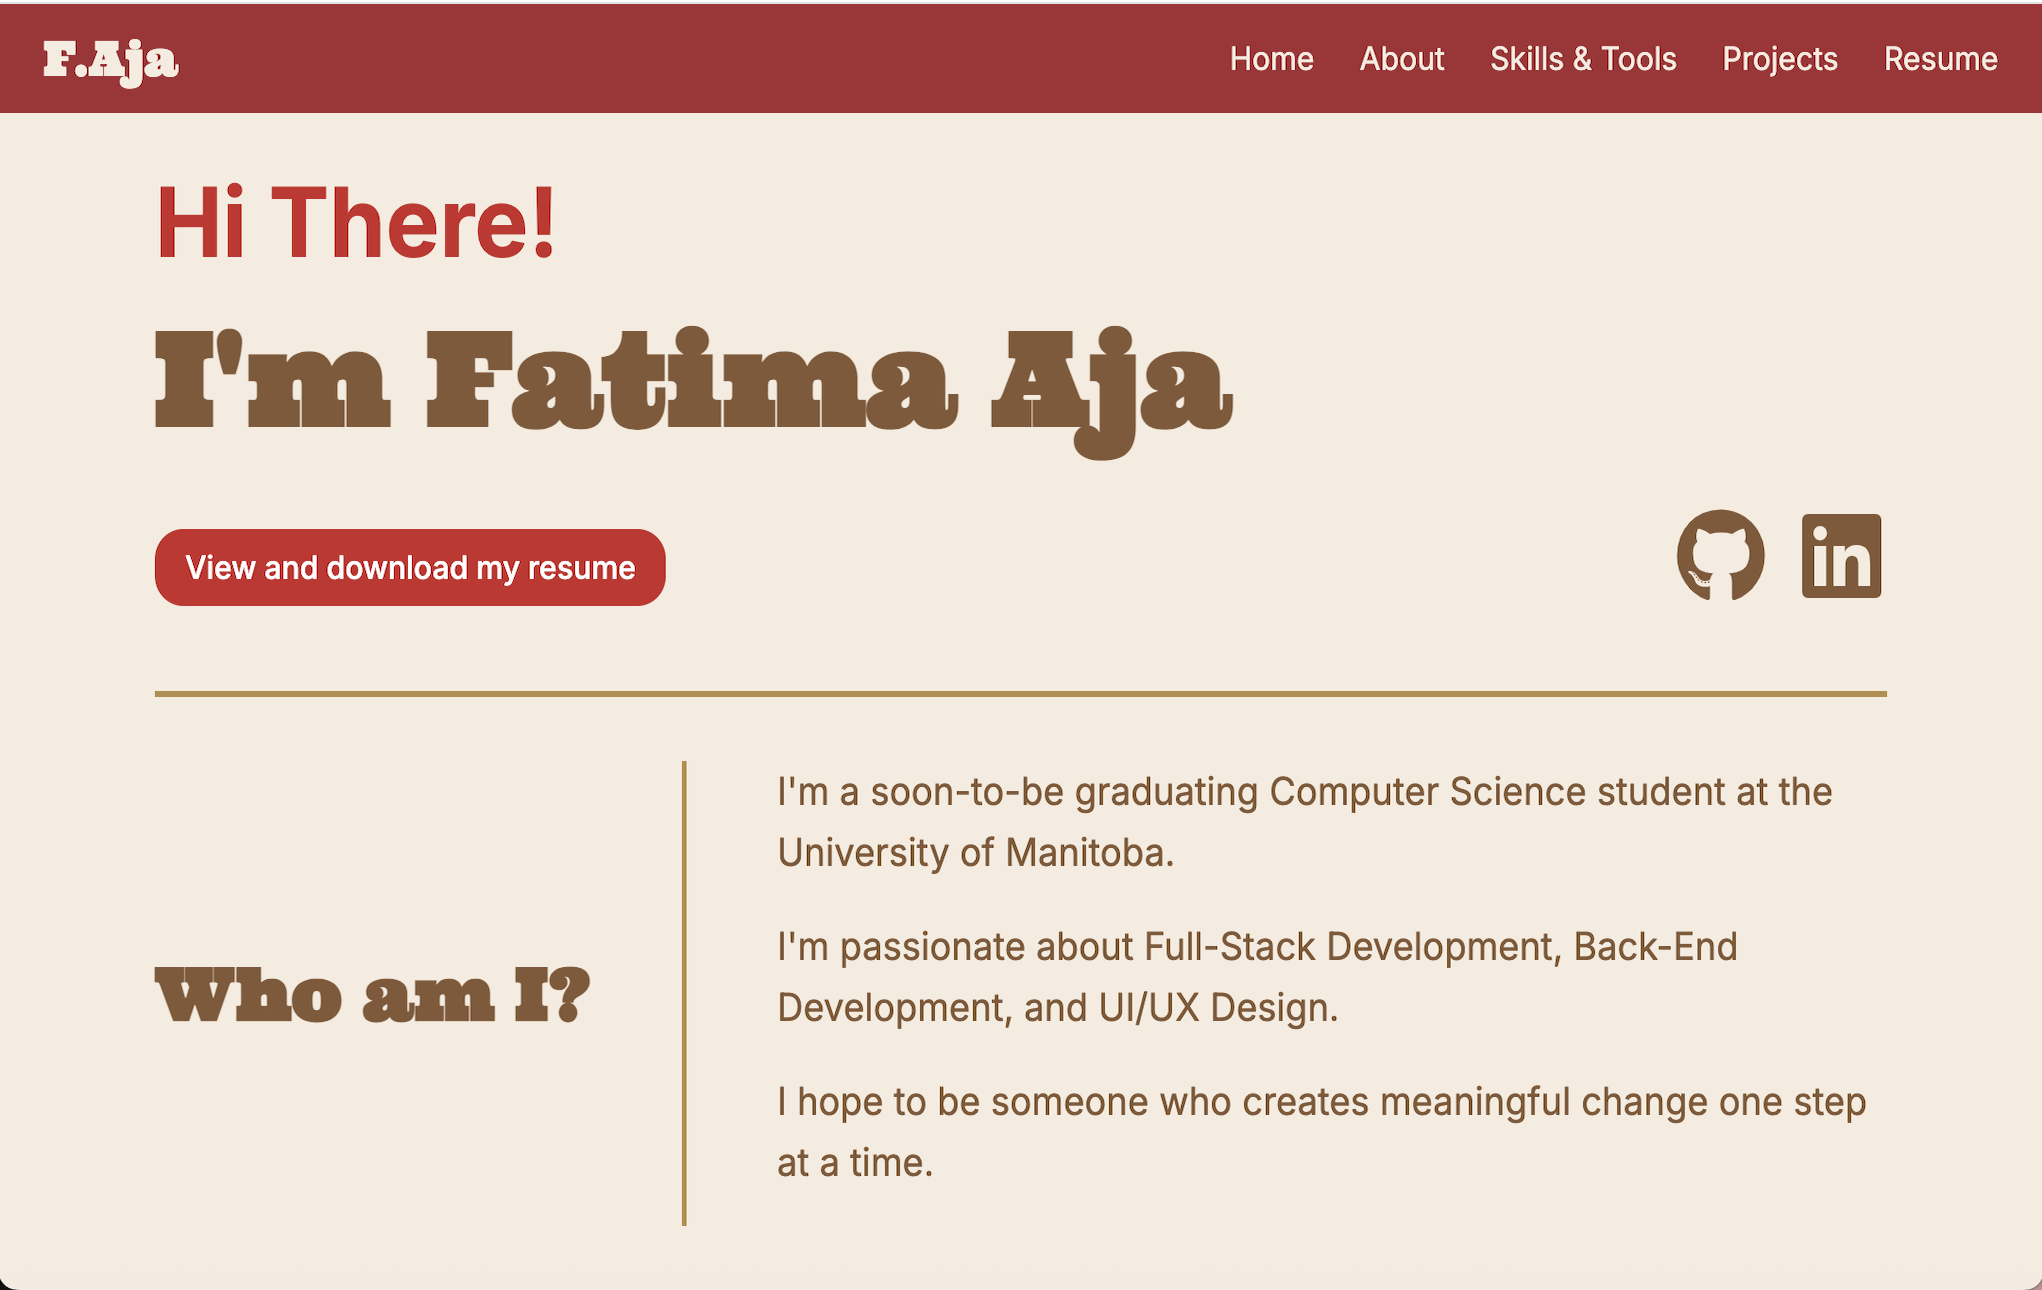 F.Aja
Home About Skills & Tools Projects Resume
Hi There!
I'm Fatima Aja
View and download my resume
in
Who am I?
I'm a soon-to-be graduating Computer Science student at the
University of Manitoba.
I'm passionate about Full-Stack Development, Back-End
Development, and UI/UX Design.
I hope to be someone who creates meaningful change one step
at a time.